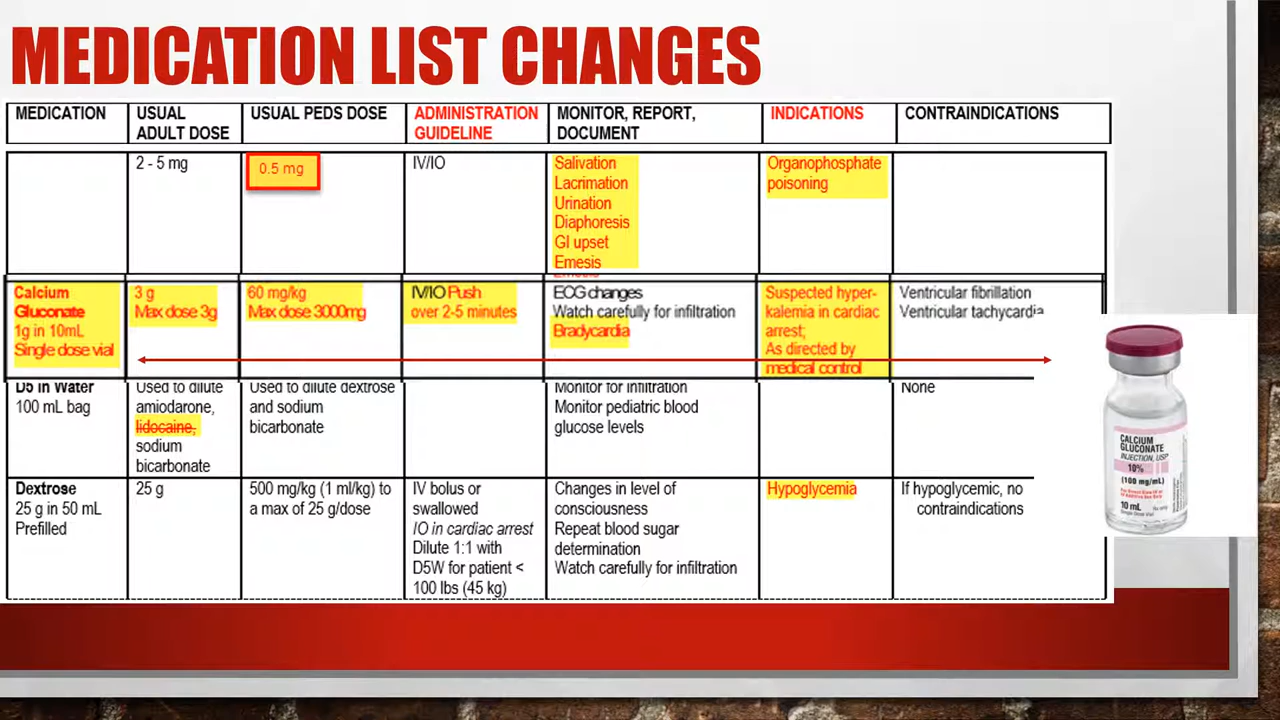 MEDICATION LIST CHANGES
MEDICATION
USUAL
ADULT DOSE
USUAL PEDS DOSE
ADMINISTRATION
GUIDELINE
MONITOR, REPORT,
DOCUMENT
INDICATIONS
CONTRAINDICATIONS
2 - 5 mg
0.5 mg
IV/IO
Salivation
Lacrimation
Urination
Diaphoresis
GI upset
Emesis
Organophosphate
poisoning
Calcium
Gluconate
1g in 10mL
Single dose vial
3 g
Max dose 3g
60 mg/kg
Max dose 3000mg
IV/IO Push
over 2-5 minutes
ECG changes
Watch carefully for infiltration
Bradycardia
Suspected hyper-
kalemia in cardiac
arrest;
As directed by
medical control
Ventricular fibrillation
Ventricular tachycardia
D5 in Water
100 mL bag
Used to dilute
amiodarone,
lidocaine,
sodium
bicarbonate
Used to dilute dextrose
and sodium
bicarbonate
Monitor for infiltration
Monitor pediatric blood
glucose levels
None
Dextrose
25 g in 50 mL
Prefilled
25 g
500 mg/kg (1 ml/kg) to
a max of 25 g/dose
IV bolus or
swallowed
IO in cardiac arrest
Dilute 1:1 with
D5W for patient <
100 lbs (45 kg)
Changes in level of
consciousness
Repeat blood sugar
determination
Watch carefully for infiltration
Hypoglycemia
If hypoglycemic, no
contraindications
CALCIUM
GLUCONATE
INJECTION, USP
10%
(100 mg/mL)
10 mL
Rx only